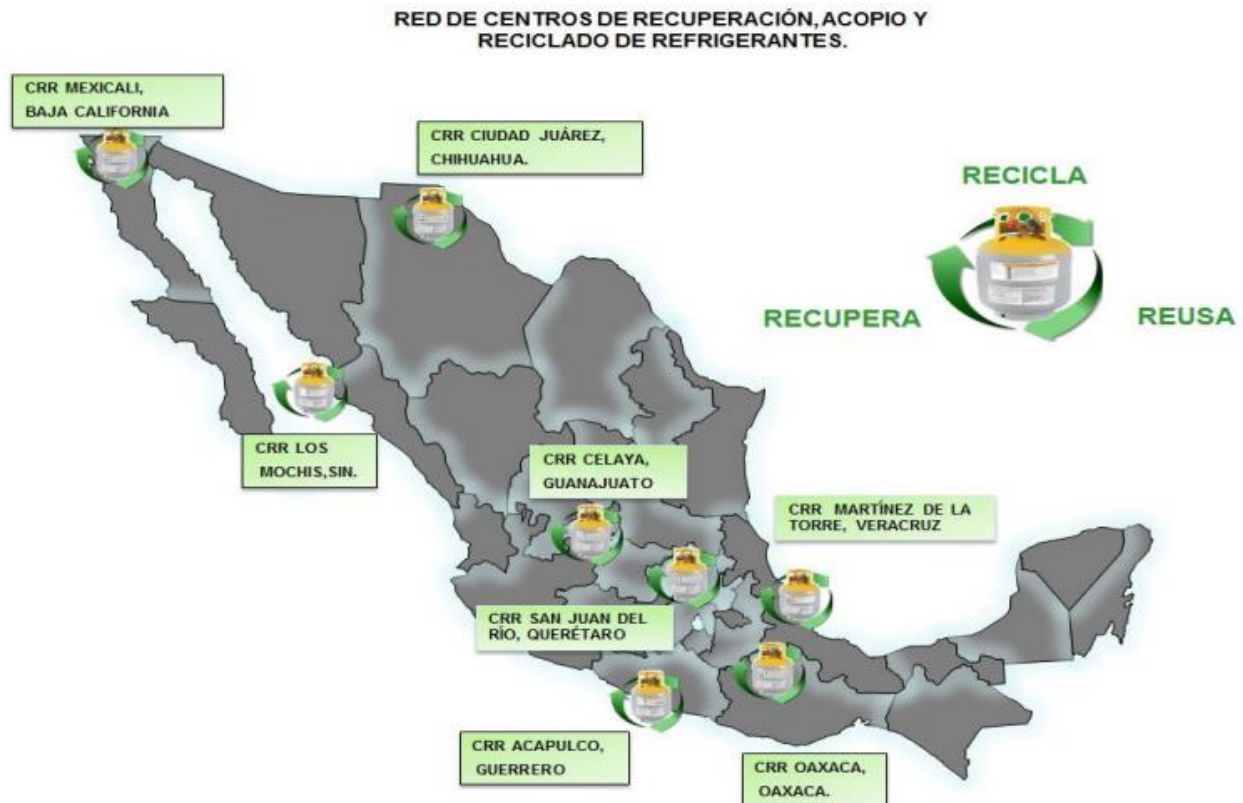 RED DE CENTROS DE RECUPERACIÓN, ACOPIO Y
RECICLADO DE REFRIGERANTES.
CRR MEXICALI,
BAJA CALIFORNIA
CRR CIUDAD JUÁREZ,
CHIHUAHUA.
RECICLA
RECUPERA
REUSA
CRR LOS
MOCHIS,SIN.
CRR CELAYA,
GUANAJUATO
CRR MARTÍNEZ DE LA
TORRE, VERACRUZ
CRR SAN JUAN DEL
RÍO, QUERÉTARO
CRR ACAPULCO,
GUERRERO
CRR OAXACA,
OAXACA.